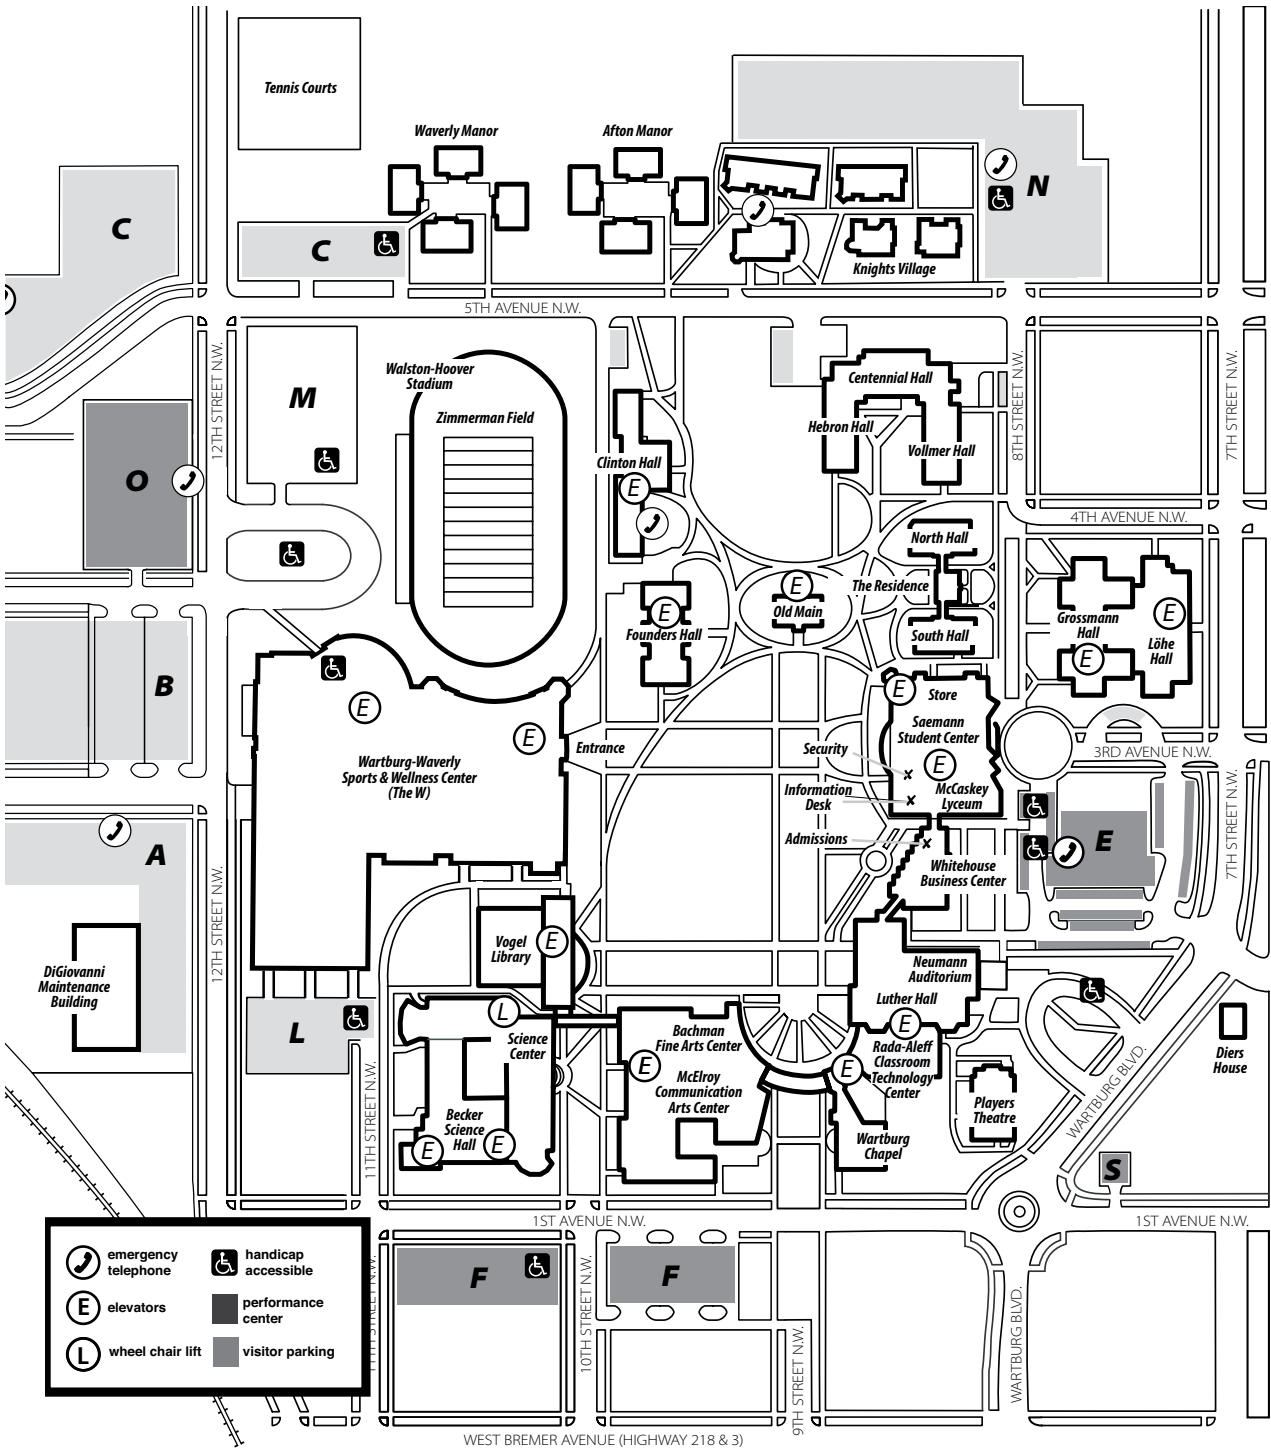 Tennis Courts
Waverly Manor
Afton Manor
N
C
C
Knights Village
5TH AVENUE N.W.
12TH STREET N.W.
M
Walston-Hoover
Stadium
Zimmerman Field
Centennial Hall
Hebron Hall
Vollmer Hall
8TH STREET N.W.
7TH STREET N.W.
Clinton Hall
E
O
4TH AVENUE N.W.
North Hall
The Residence
South Hall
E
Old Main
E
Founders Hall
Grossmann
Hall
E
E
Löhe
Hall
B
E
E
Wartburg-Waverly
Sports & Wellness Center
(The W)
Entrance
E
Store
Saemann
Student Center
E
McCaskey
Lyceum
Security
Information
Desk
Admissions
3RD AVENUE N.W.
7TH STREET N.W.
E
A
Whitehouse
Business Center
12TH STREET N.W.
DiGiovanni
Maintenance
Building
Vogel
Library
E
Neumann
Auditorium
Luther Hall
E
L
L
Science
Center
Bachman
Fine Arts Center
E
McElroy
Communication
Arts Center
E
Rada-Aleff
Classroom
Technology
Center
Players
Theatre
Diers
House
WARTBURG BLVD.
11TH STREET N.W.
Becker
Science
Hall
E
E
Wartburg
Chapel
S
1ST AVENUE N.W.
1ST AVENUE N.W.
emergency
telephone
handicap
accessible
E
elevators
performance
center
L
wheel chair lift
visitor parking
11TH STREET N.W.
F
F
10TH STREET N.W.
9TH STREET N.W.
WARTBURG BLVD.
WEST BREMER AVENUE (HIGHWAY 218 & 3)